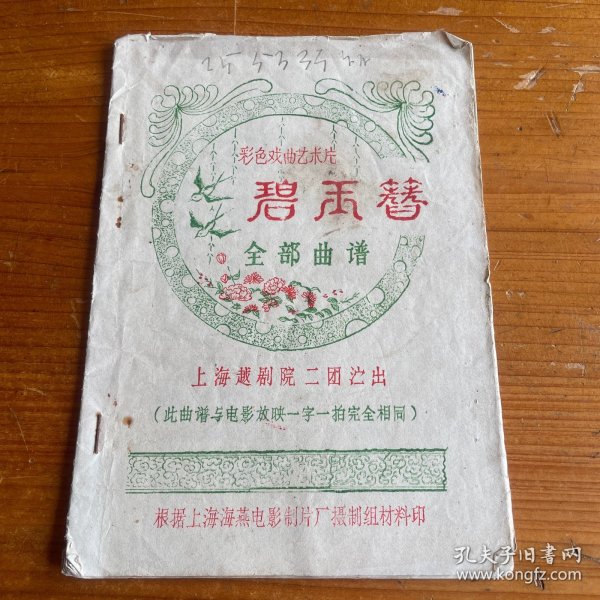 彩色戏曲艺术片
碧玉簪
全部曲谱
上海越剧院二团泸出
（此曲谱与电影放映一字一拍完全相同）
根据上海海燕电影制片厂摄制组材料印
孔夫子旧书网
www.kongfz.com